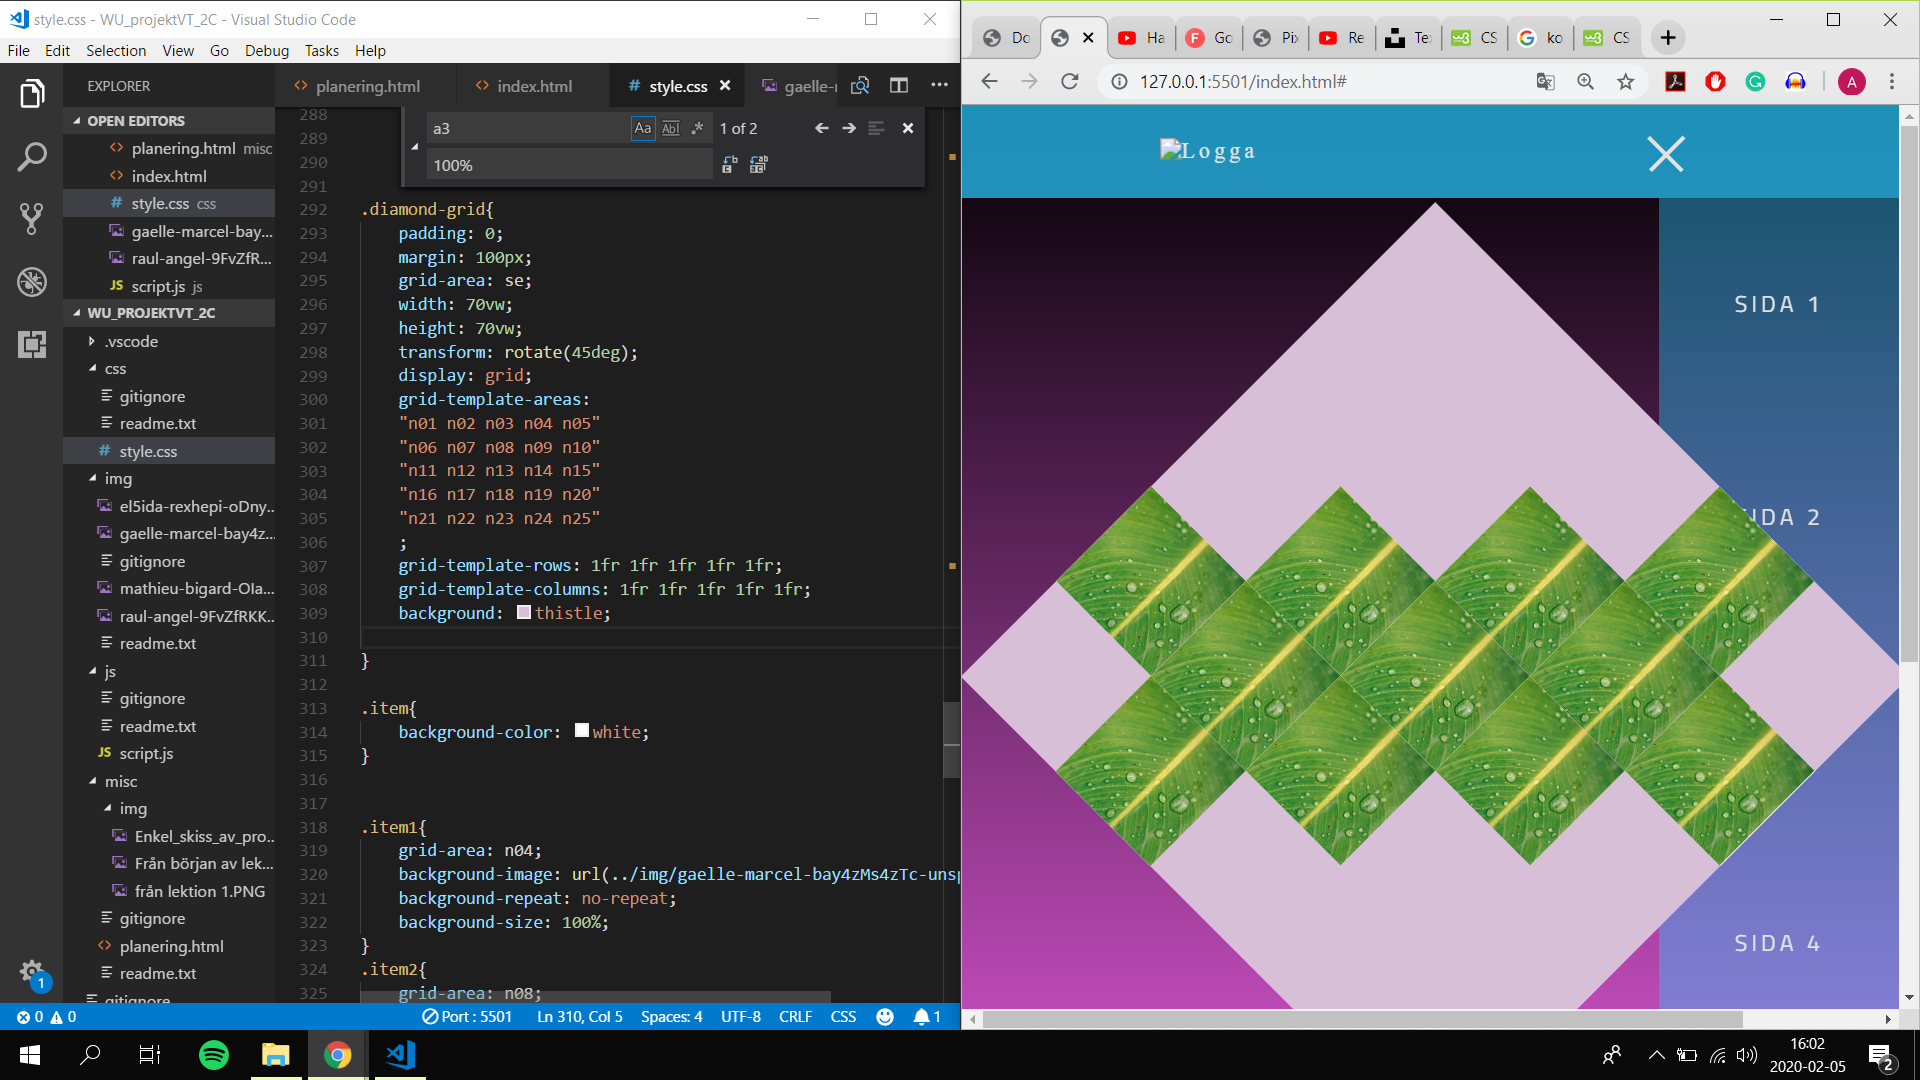 style.css - WU_projektVT_2C - Visual Studio Code
File Edit Selection View Go Debug Tasks Help
EXPLORER
OPEN EDITORS
planering.html misc
index.html
style.css css
gaelle-marcel-bay...
raul-angel-9FvZfR...
script.js js
WU_PROJEKTVT_2C
.vscode
css
gitignore
readme.txt
style.css
img
el5ida-rexhepi-oDny...
gaelle-marcel-bay4z...
gitignore
mathieu-bigard-Ola...
raul-angel-9FvZfRKK...
readme.txt
js
gitignore
readme.txt
script.js
misc
img
Enkel_skiss_av_pro...
Från början av lek...
från lektion 1.PNG
gitignore
planering.html
readme.txt
gitignore
1
planering.html index.html style.css gaelle-
a3 Aa Abl .* 1 of 2
100%
288
289
290
291
292 .diamond-grid{
293 padding: 0;
294 margin: 100px;
295 grid-area: se;
296 width: 70vw;
297 height: 70vw;
298 transform: rotate(45deg);
299 display: grid;
300 grid-template-areas:
301 "n01 n02 n03 n04 n05"
302 "n06 n07 n08 n09 n10"
303 "n11 n12 n13 n14 n15"
304 "n16 n17 n18 n19 n20"
305 "n21 n22 n23 n24 n25"
306 ;
307 grid-template-rows: 1fr 1fr 1fr 1fr 1fr;
308 grid-template-columns: 1fr 1fr 1fr 1fr 1fr;
309 background: thistle;
310
311 }
312
313 .item{
314 background-color: white;
315 }
316
317
318 .item1{
319 grid-area: n04;
320 background-image: url(../img/gaelle-marcel-bay4zMs4zTc-unsp
321 background-repeat: no-repeat;
322 background-size: 100%;
323 }
324 .item2{
325 grid-area: n08;
0 0 Port : 5501 Ln 310, Col 5 Spaces: 4 UTF-8 CRLF CSS 1
Do Ha Go Pix Re Te CS ko CS
127.0.0.1:5501/index.html# A
Logga
SIDA 1
IDA 2
SIDA 4
16:02
2020-02-05
2